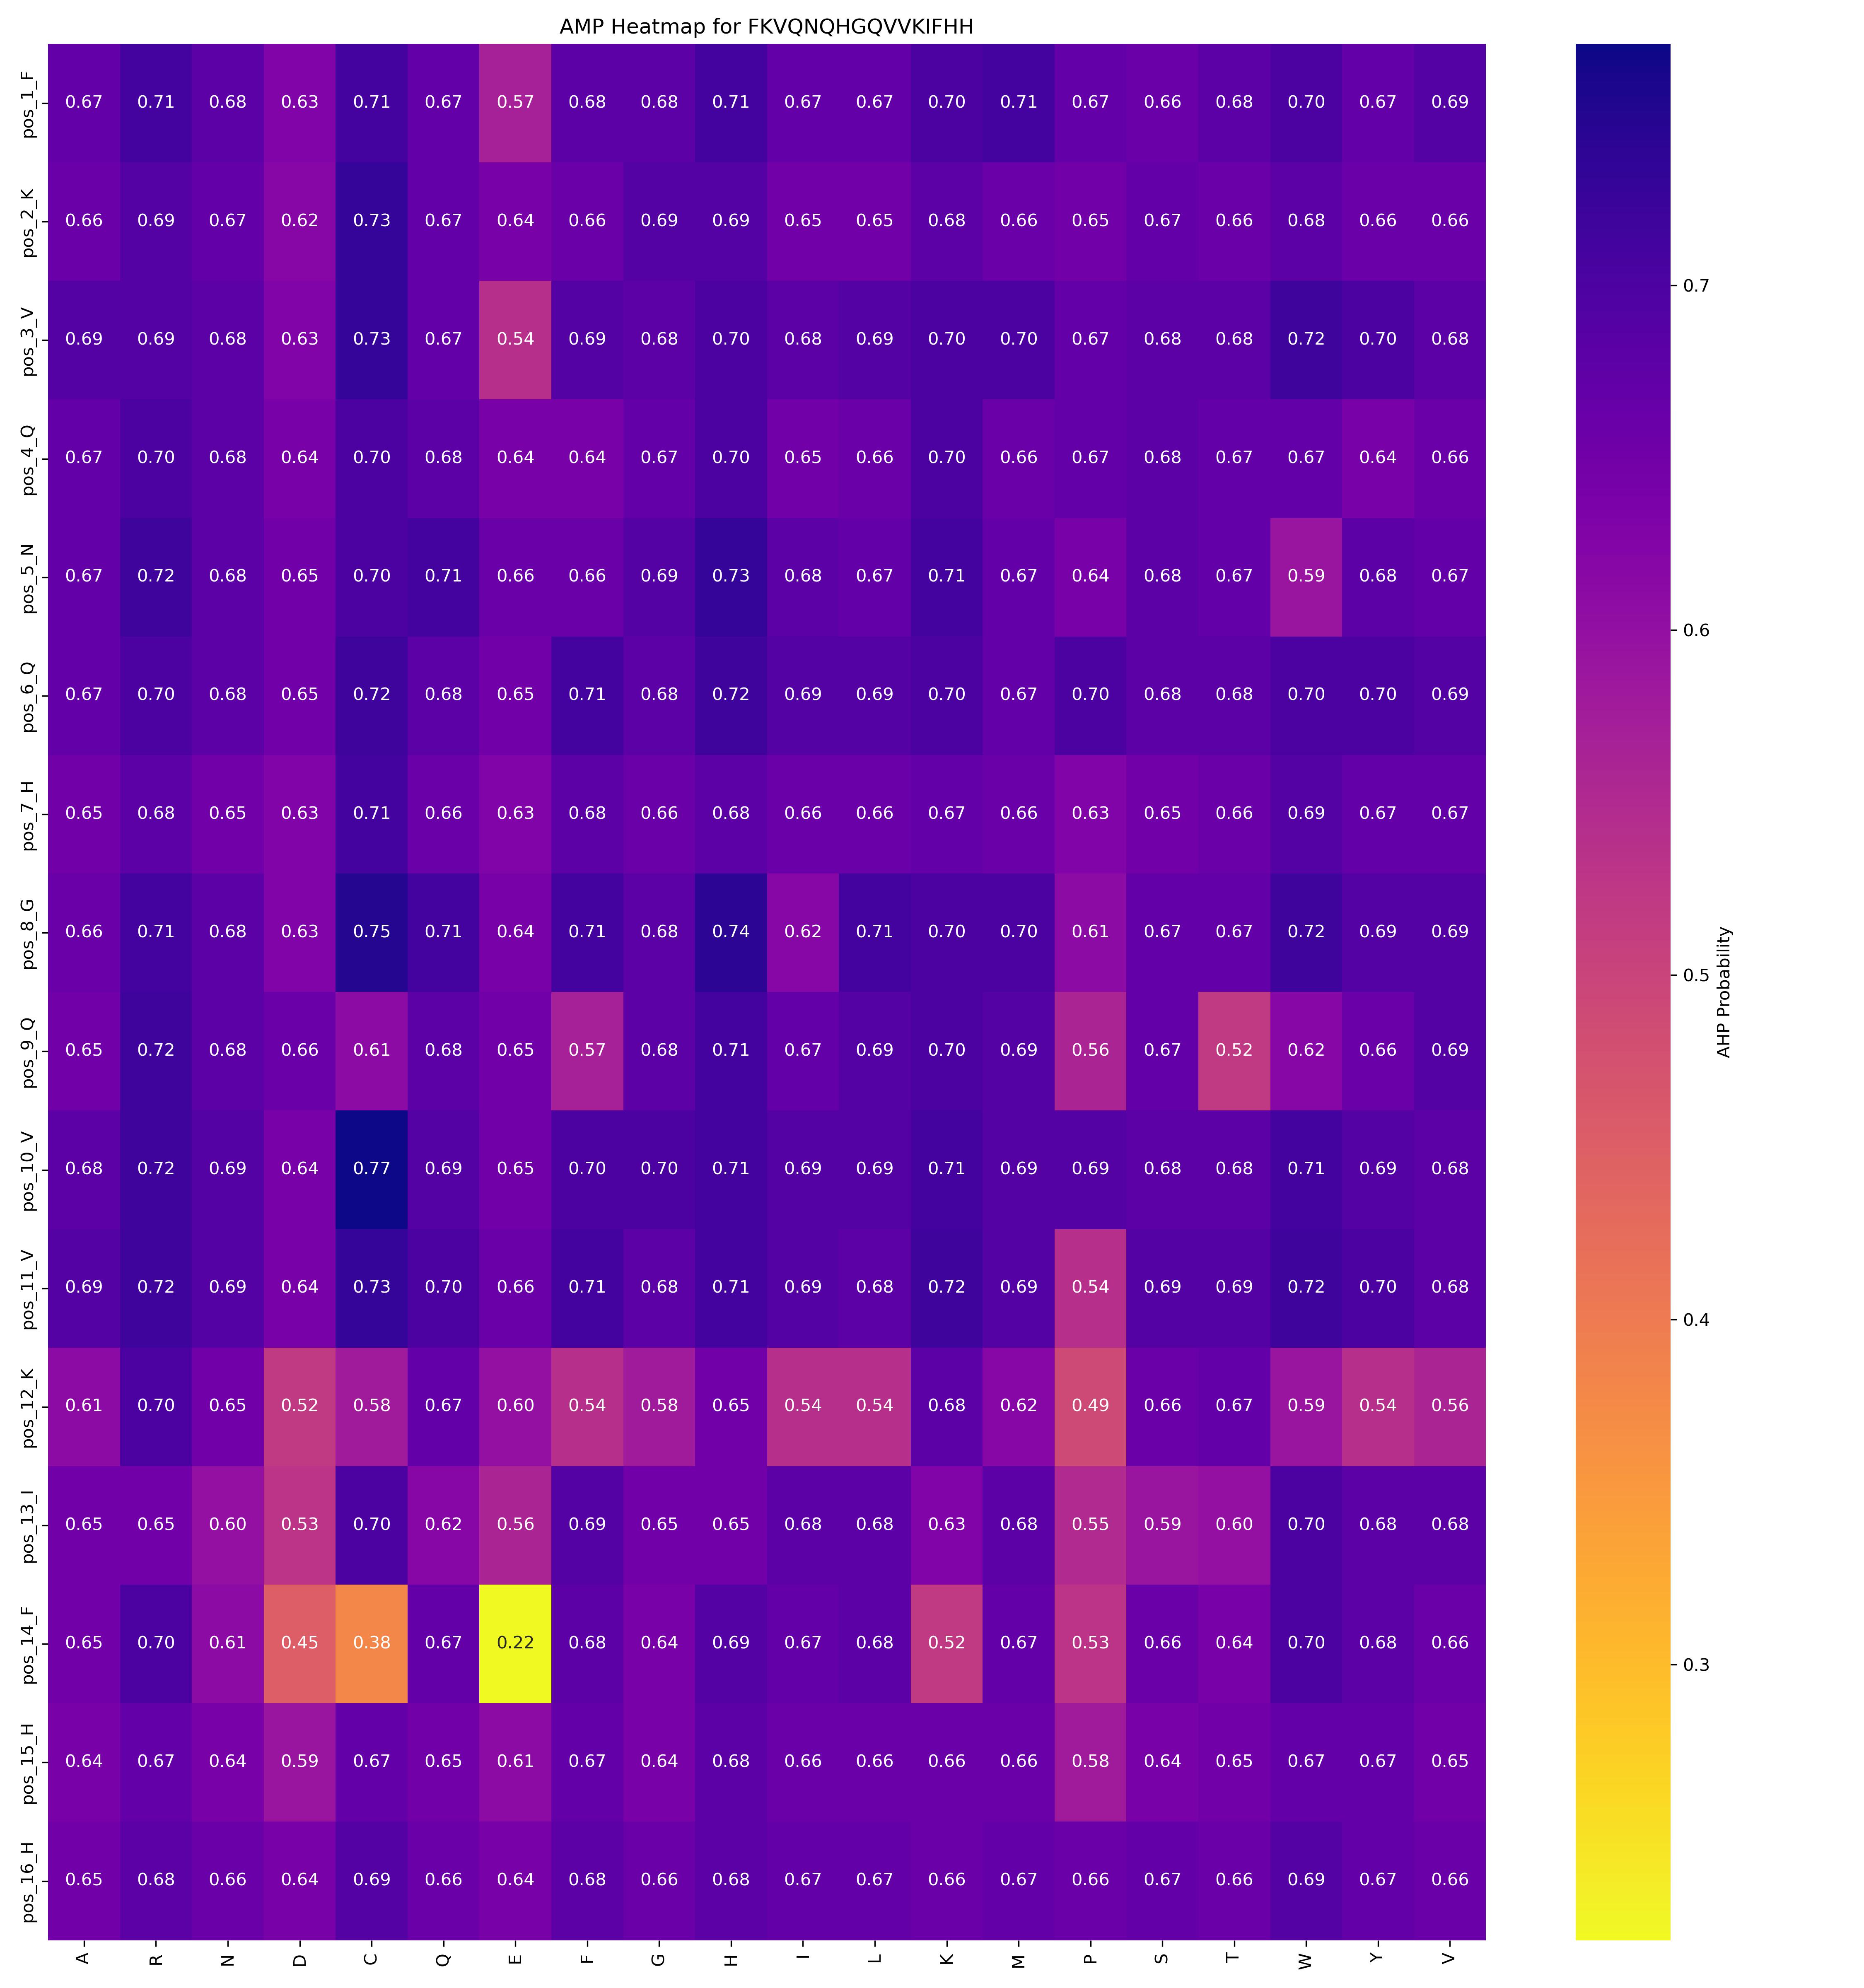 AMP Heatmap for FKVQNQHGQVVKIFHH
pos_1_F 0.67 0.71 0.68 0.63 0.71 0.67 0.57 0.68 0.68 0.71 0.67 0.67 0.70 0.71 0.67 0.66 0.68 0.70 0.67 0.69
pos_2_K 0.66 0.69 0.67 0.62 0.73 0.67 0.64 0.66 0.69 0.69 0.65 0.65 0.68 0.66 0.65 0.67 0.66 0.68 0.66 0.66
pos_3_V 0.69 0.69 0.68 0.63 0.73 0.67 0.54 0.69 0.68 0.70 0.68 0.69 0.70 0.70 0.67 0.68 0.68 0.72 0.70 0.68
pos_4_Q 0.67 0.70 0.68 0.64 0.70 0.68 0.64 0.64 0.67 0.70 0.65 0.66 0.70 0.66 0.67 0.68 0.67 0.67 0.64 0.66
pos_5_N 0.67 0.72 0.68 0.65 0.70 0.71 0.66 0.66 0.69 0.73 0.68 0.67 0.71 0.67 0.64 0.68 0.67 0.59 0.68 0.67
pos_6_Q 0.67 0.70 0.68 0.65 0.72 0.68 0.65 0.71 0.68 0.72 0.69 0.69 0.70 0.67 0.70 0.68 0.68 0.70 0.70 0.69
pos_7_H 0.65 0.68 0.65 0.63 0.71 0.66 0.63 0.68 0.66 0.68 0.66 0.66 0.67 0.66 0.63 0.65 0.66 0.69 0.67 0.67
pos_8_G 0.66 0.71 0.68 0.63 0.75 0.71 0.64 0.71 0.68 0.74 0.62 0.71 0.70 0.70 0.61 0.67 0.67 0.72 0.69 0.69
pos_9_Q 0.65 0.72 0.68 0.66 0.61 0.68 0.65 0.57 0.68 0.71 0.67 0.69 0.70 0.69 0.56 0.67 0.52 0.62 0.66 0.69
pos_10_V 0.68 0.72 0.69 0.64 0.77 0.69 0.65 0.70 0.70 0.71 0.69 0.69 0.71 0.69 0.69 0.68 0.68 0.71 0.69 0.68
pos_11_V 0.69 0.72 0.69 0.64 0.73 0.70 0.66 0.71 0.68 0.71 0.69 0.68 0.72 0.69 0.54 0.69 0.69 0.72 0.70 0.68
pos_12_K 0.61 0.70 0.65 0.52 0.58 0.67 0.60 0.54 0.58 0.65 0.54 0.54 0.68 0.62 0.49 0.66 0.67 0.59 0.54 0.56
pos_13_I 0.65 0.65 0.60 0.53 0.70 0.62 0.56 0.69 0.65 0.65 0.68 0.68 0.63 0.68 0.55 0.59 0.60 0.70 0.68 0.68
pos_14_F 0.65 0.70 0.61 0.45 0.38 0.67 0.22 0.68 0.64 0.69 0.67 0.68 0.52 0.67 0.53 0.66 0.64 0.70 0.68 0.66
pos_15_H 0.64 0.67 0.64 0.59 0.67 0.65 0.61 0.67 0.64 0.68 0.66 0.66 0.66 0.66 0.58 0.64 0.65 0.67 0.67 0.65
pos_16_H 0.65 0.68 0.66 0.64 0.69 0.66 0.64 0.68 0.66 0.68 0.67 0.67 0.66 0.67 0.66 0.67 0.66 0.69 0.67 0.66
A R N D C Q E F G H I L K M P S T W Y V
0.7
0.6
0.5
0.4
0.3
AHP Probability